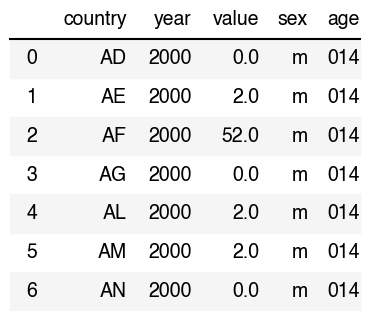 country year value sex age
0 AD 2000 0.0 m 014
1 AE 2000 2.0 m 014
2 AF 2000 52.0 m 014
3 AG 2000 0.0 m 014
4 AL 2000 2.0 m 014
5 AM 2000 2.0 m 014
6 AN 2000 0.0 m 014